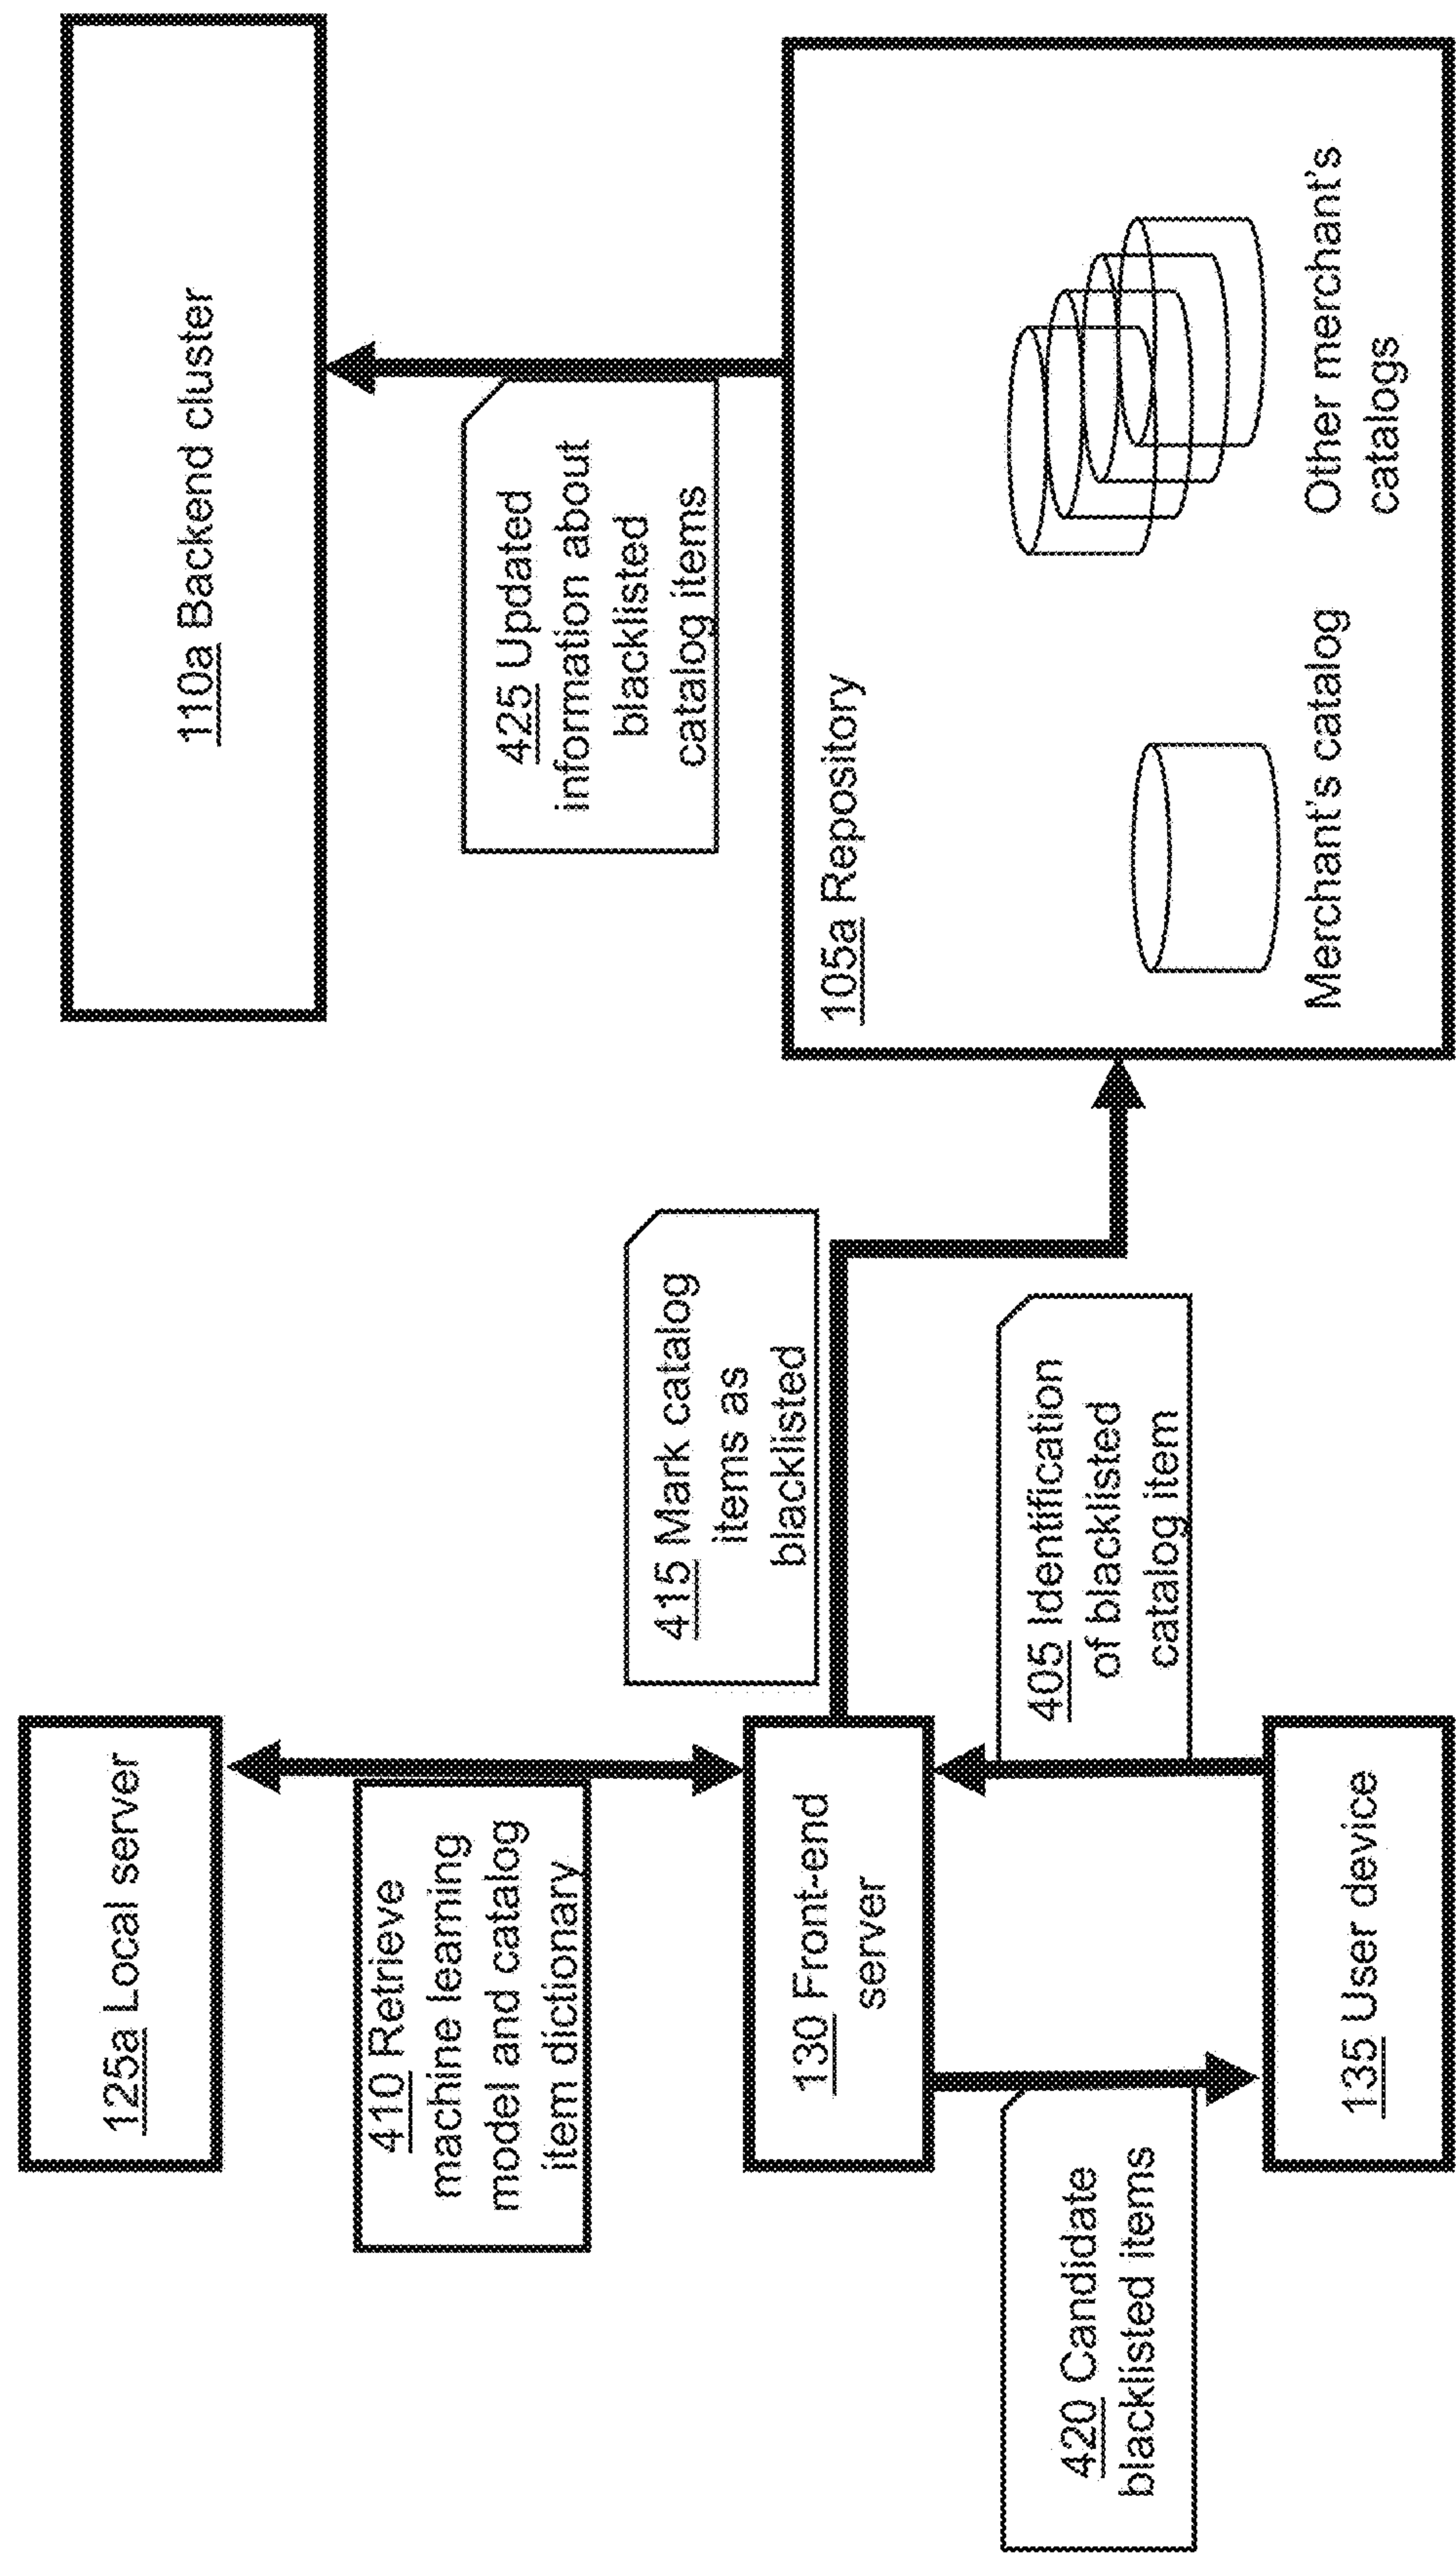 125a Local server
110a Backend cluster
410 Retrieve
machine learning
model and catalog
item dictionary
425 Updated
information about
blacklisted
catalog items
415 Mark catalog
items as
blacklisted
130 Front-end
server
105a Repository
420 Candidate
blacklisted items
405 Identification
of blacklisted
catalog item
135 User device
Merchant's catalog
Other merchant's
catalogs